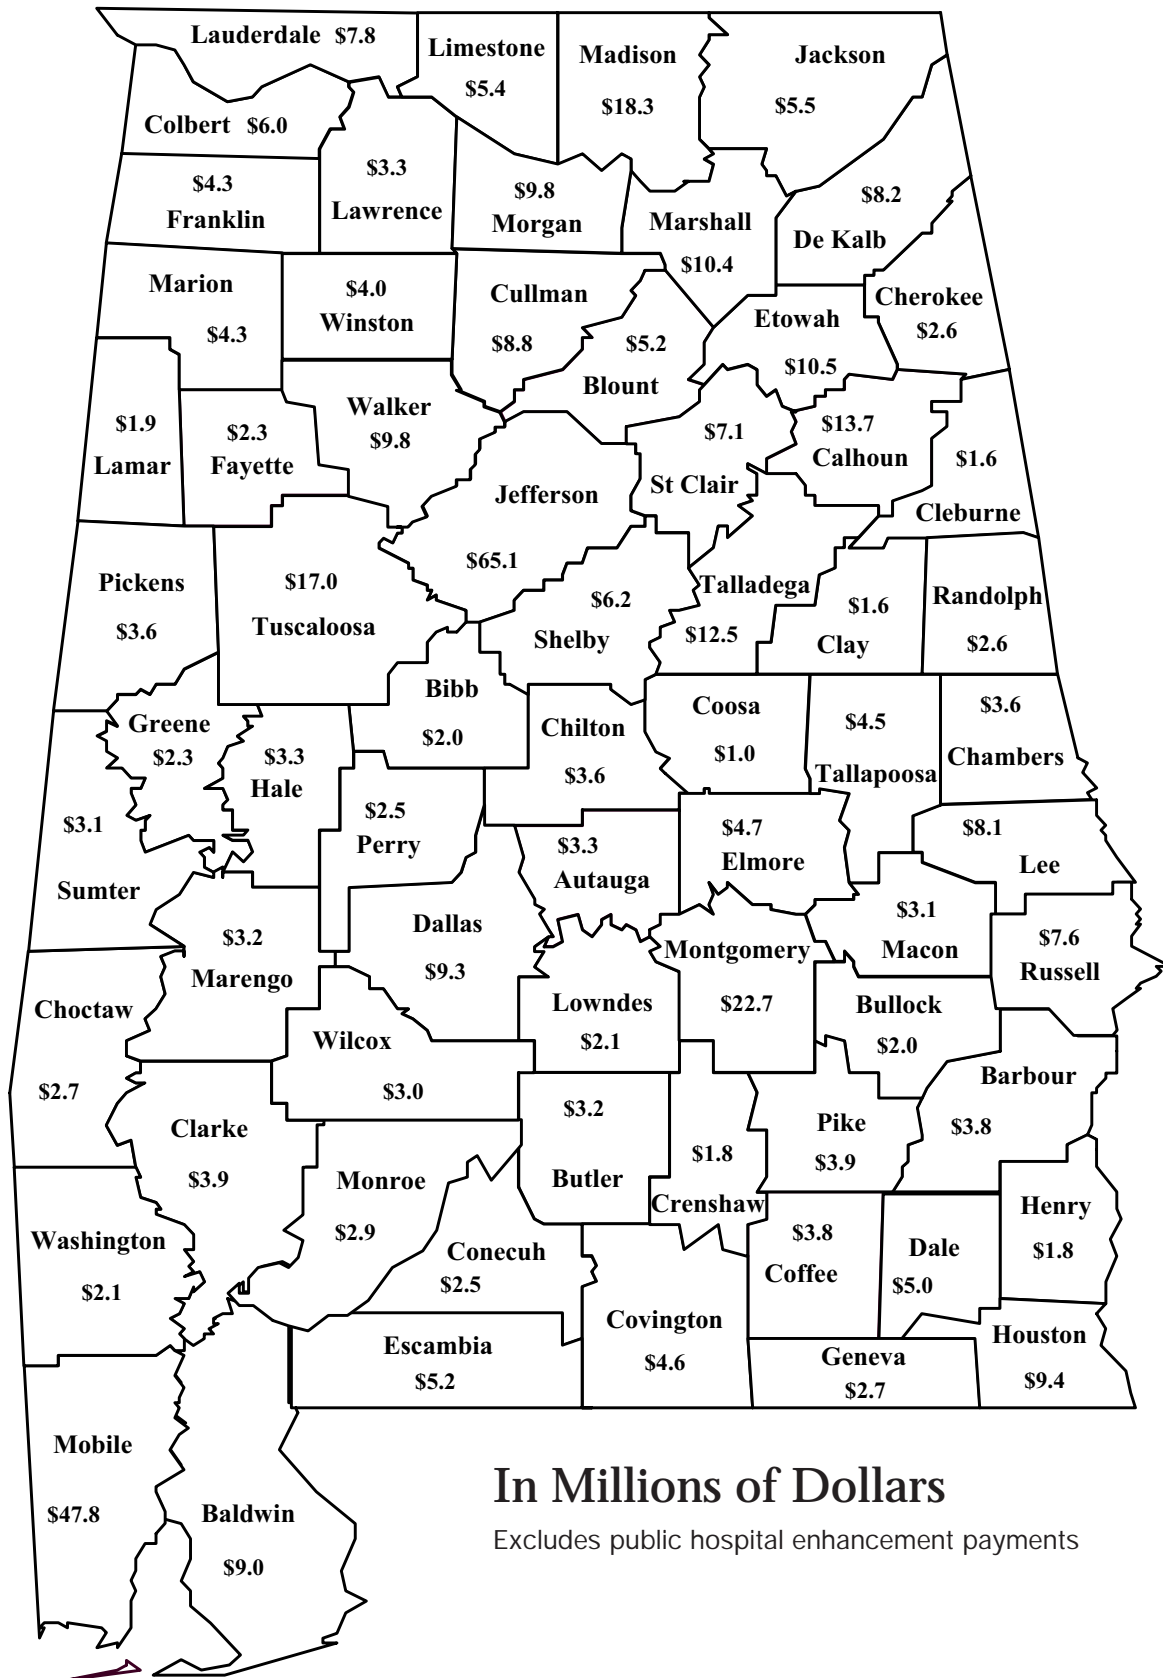 Lauderdale $7.8
Limestone
$5.4
Madison
$18.3
Jackson
$5.5
Colbert $6.0
$3.3
Lawrence
$4.3
Franklin
$9.8
Morgan
Marshall
$10.4
$8.2
De Kalb
Marion
$4.3
$4.0
Winston
Cullman
$8.8
$5.2
Blount
Etowah
$10.5
Cherokee
$2.6
$1.9
Lamar
$2.3
Fayette
Walker
$9.8
Jefferson
$65.1
$7.1
St Clair
$13.7
Calhoun
$1.6
Cleburne
Pickens
$3.6
$17.0
Tuscaloosa
$6.2
Shelby
Talladega
$12.5
$1.6
Clay
Randolph
$2.6
Greene
$2.3
$3.3
Hale
Bibb
$2.0
Chilton
$3.6
Coosa
$1.0
$4.5
Tallapoosa
$3.6
Chambers
$3.1
Sumter
$2.5
Perry
$3.3
Autauga
$4.7
Elmore
$8.1
Lee
$3.2
Marengo
Dallas
$9.3
Lowndes
$2.1
Montgomery
$22.7
$3.1
Macon
$7.6
Russell
Choctaw
$2.7
Wilcox
$3.0
Bullock
$2.0
Barbour
$3.8
Clarke
$3.9
Monroe
$2.9
$3.2
Butler
$1.8
Crenshaw
Pike
$3.9
Henry
$1.8
Washington
$2.1
Conecuh
$2.5
Covington
$4.6
$3.8
Coffee
Dale
$5.0
Houston
$9.4
Escambia
$5.2
Geneva
$2.7
Mobile
$47.8
Baldwin
$9.0
In Millions of Dollars
Excludes public hospital enhancement payments